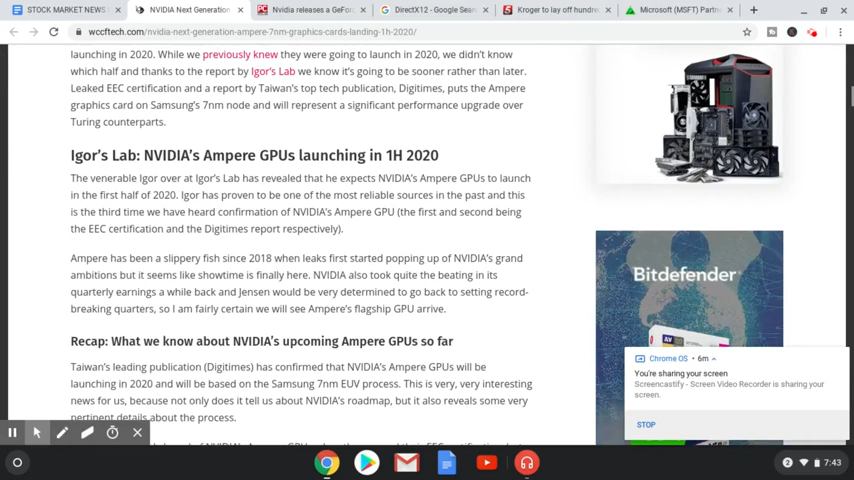 STOCK MARKET NEWS
NVIDIA Next Generation
Nvidia releases a GeFor
DirectX 12 - Google Sear
Kroger to lay off hundre
Microsoft (MSFT) Partn
wccftech.com/nvidia-next-generation-ampere-7nm-graphics-cards-landing-1h-2020/
launching in 2020. While we previously knew they were going to launch in 2020, we didn't know
which half and thanks to the report by Igor's Lab we know it's going to be sooner rather than later.
Leaked EEC certification and a report by Taiwan's top tech publication, Digitimes, puts the Ampere
graphics card on Samsung's 7nm node and will represent a significant performance upgrade over
Turing counterparts.
Igor's Lab: NVIDIA's Ampere GPUs launching in 1H 2020
The venerable Igor over at Igor's Lab has revealed that he expects NVIDIA's Ampere GPUs to launch
in the first half of 2020. Igor has proven to be one of the most reliable sources in the past and this
is the third time we have heard confirmation of NVIDIA's Ampere GPU (the first and second being
the EEC certification and the Digitimes report respectively).
Ampere has been a slippery fish since 2018 when leaks first started popping up of NVIDIA's grand
ambitions but it seems like showtime is finally here. NVIDIA also took quite the beating in its
quarterly earnings a while back and Jensen would be very determined to go back to setting record-
breaking quarters, so I am fairly certain we will see Ampere's flagship GPU arrive.
Recap: What we know about NVIDIA's upcoming Ampere GPUs so far
Taiwan's leading publication (Digitimes) has confirmed that NVIDIA's Ampere GPUs will be
launching in 2020 and will be based on the Samsung 7nm EUV process. This is very, very interesting
news for us, because not only does it tell us about NVIDIA's roadmap, but it also reveals some very
pertinent details about the process.
Bitdefender
Chrome OS • 6m
You're sharing your screen
Screencastify - Screen Video Recorder is sharing your
screen.
STOP
2
7:43